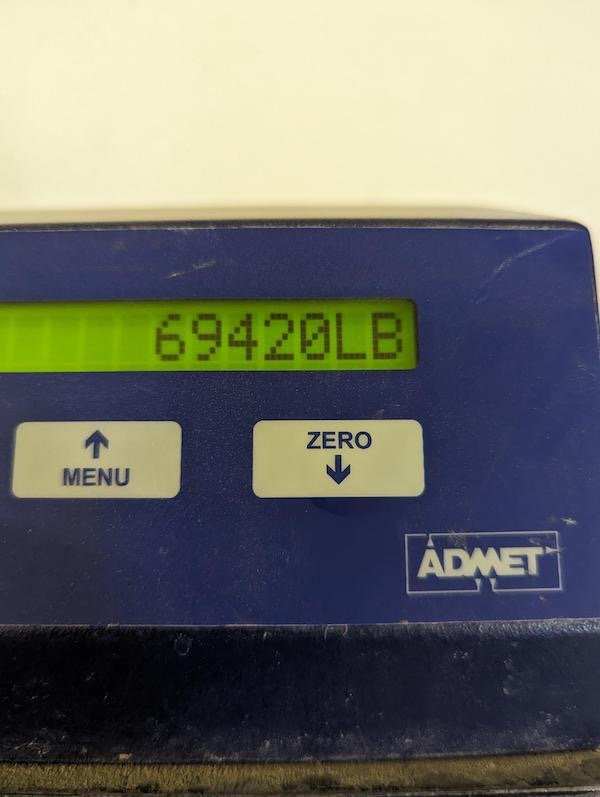 69420LB
↑
MENU
ZERO
↓
ADMET